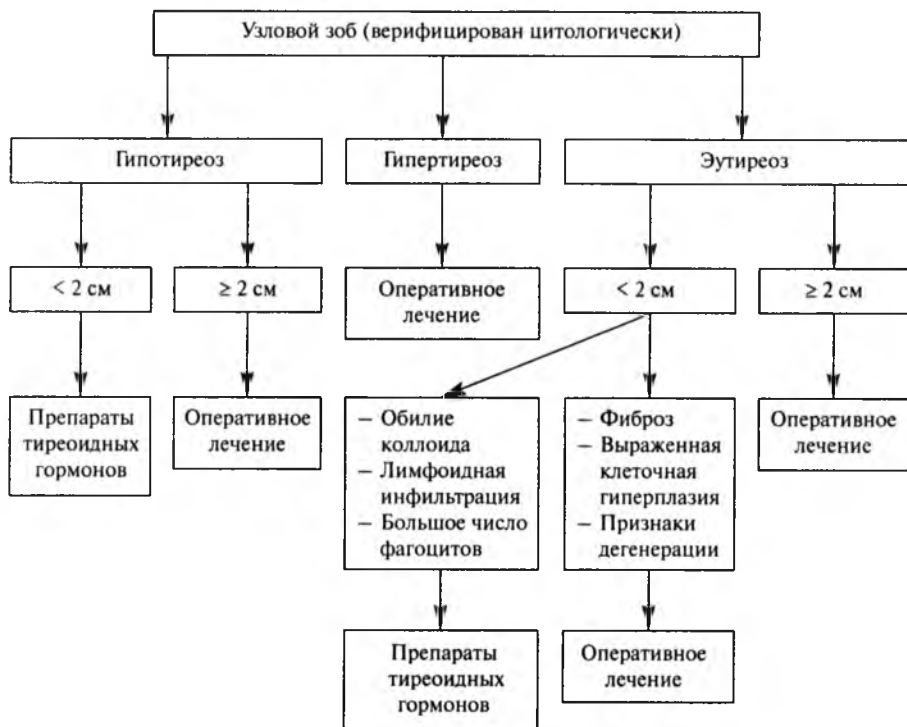 Узловой зоб (верифицирован цитологически)
Гипотиреоз
Гипертиреоз
Эутиреоз
< 2 см
≥ 2 см
Оперативное
лечение
< 2 см
≥ 2 см
Препараты
тиреоидных
гормонов
Оперативное
лечение
– Обилие
коллоида
– Лимфоидная
инфильтрация
– Большое число
фагоцитов
– Фиброз
– Выраженная
клеточная
гиперплазия
– Признаки
дегенерации
Оперативное
лечение
Препараты
тиреоидных
гормонов
Оперативное
лечение